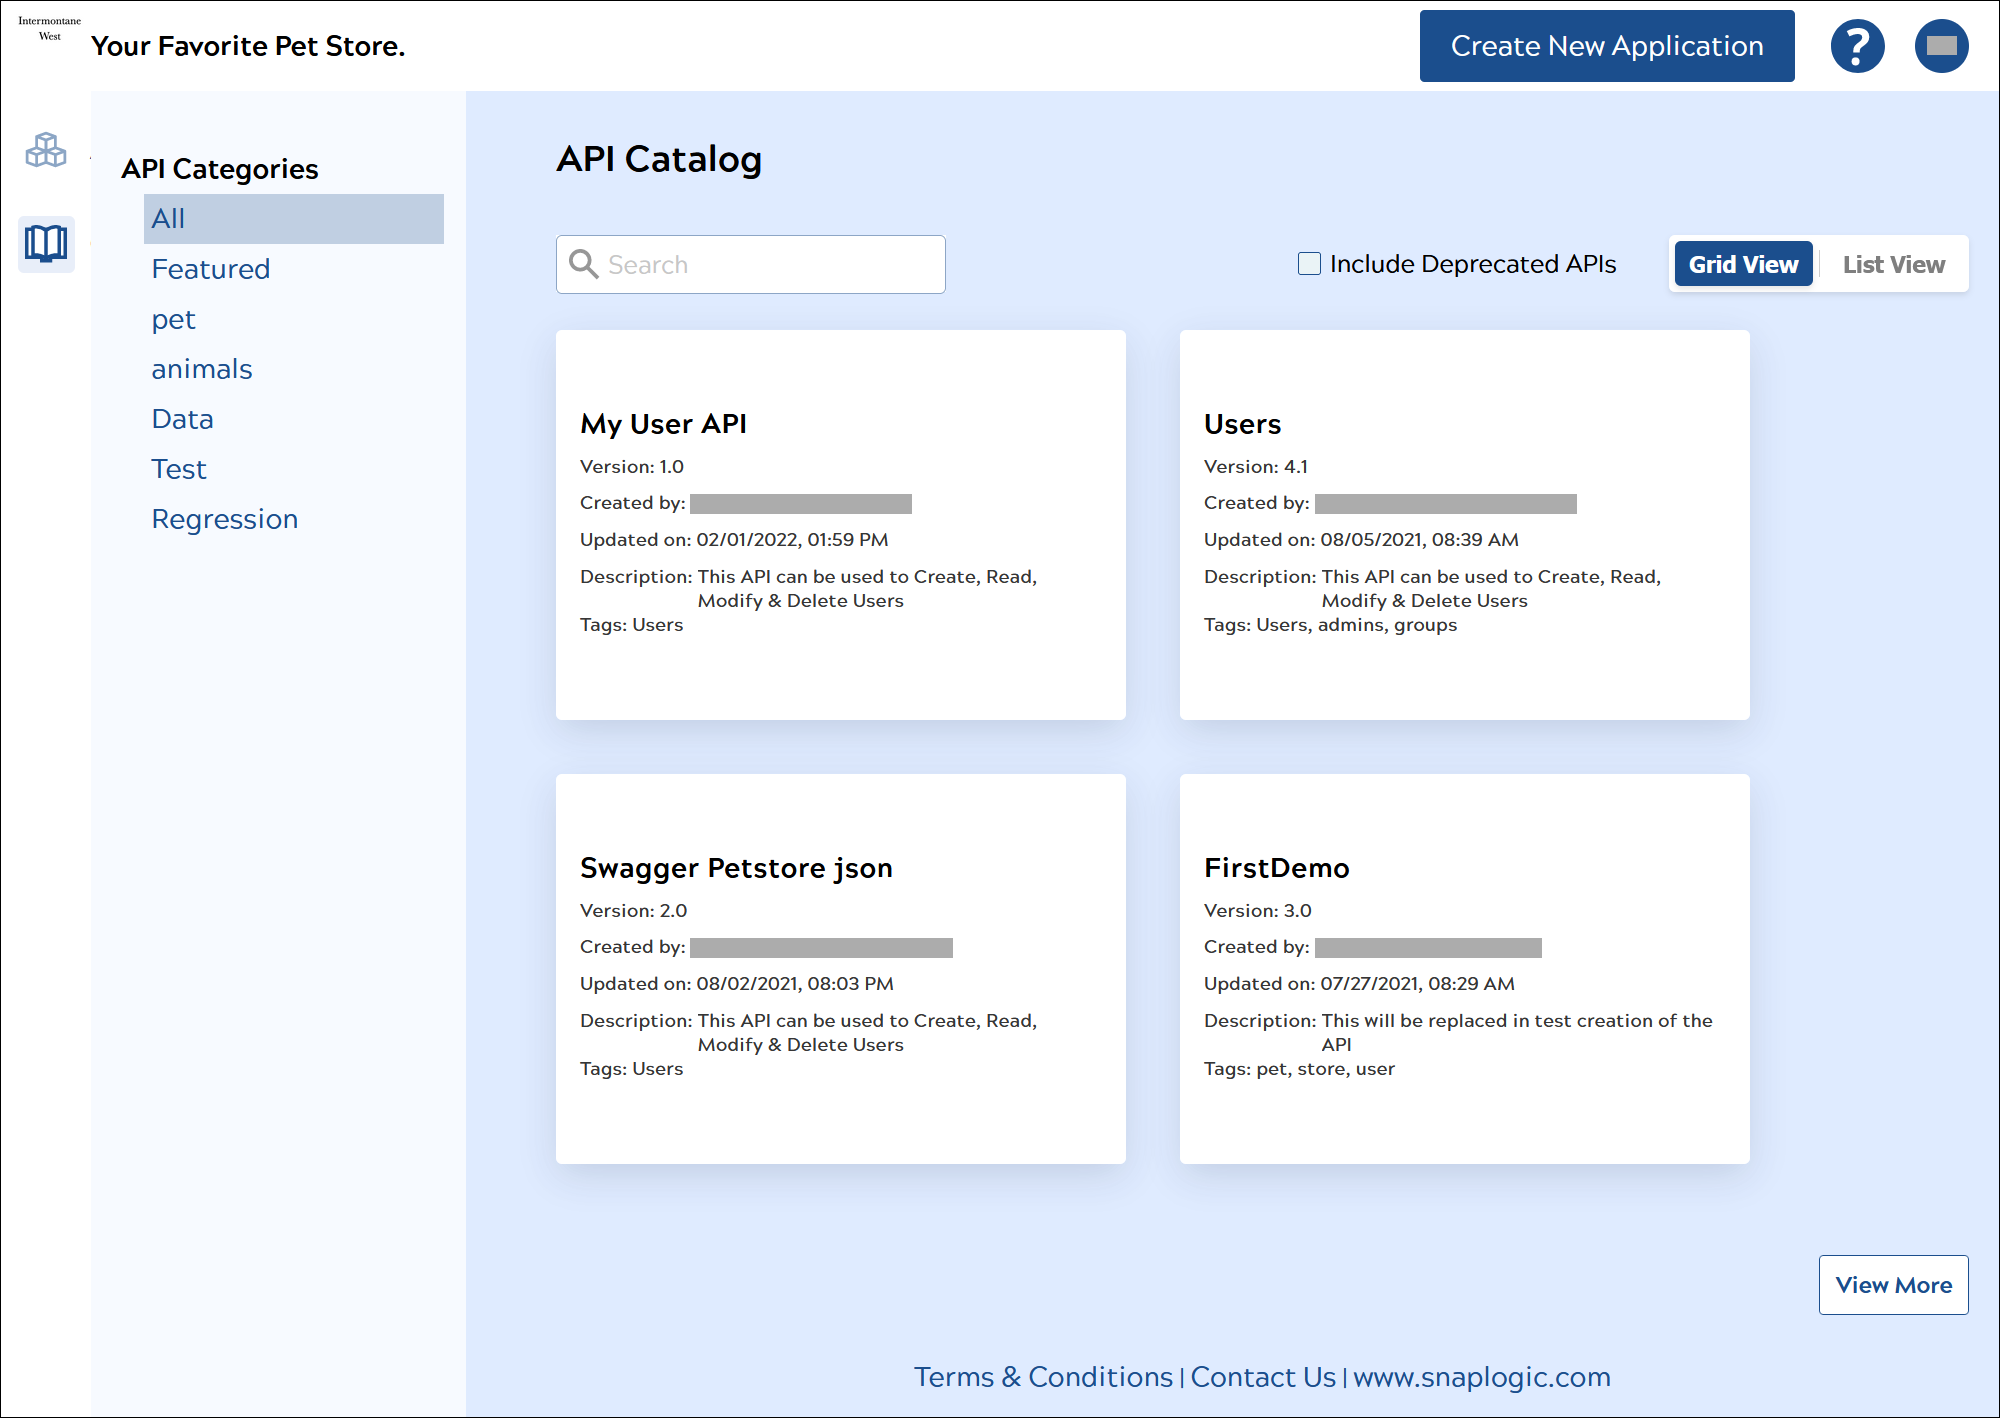 Intermontane
West
Your Favorite Pet Store.
Create New Application
?
API Categories
All
Featured
pet
animals
Data
Test
Regression
API Catalog
Search
Include Deprecated APIs
Grid View
List View
My User API
Version: 1.0
Created by:
Updated on: 02/01/2022, 01:59 PM
Description: This API can be used to Create, Read,
Modify & Delete Users
Tags: Users
Users
Version: 4.1
Created by:
Updated on: 08/05/2021, 08:39 AM
Description: This API can be used to Create, Read,
Modify & Delete Users
Tags: Users, admins, groups
Swagger Petstore json
Version: 2.0
Created by:
Updated on: 08/02/2021, 08:03 PM
Description: This API can be used to Create, Read,
Modify & Delete Users
Tags: Users
FirstDemo
Version: 3.0
Created by:
Updated on: 07/27/2021, 08:29 AM
Description: This will be replaced in test creation of the
API
Tags: pet, store, user
View More
Terms & Conditions | Contact Us | www.snaplogic.com